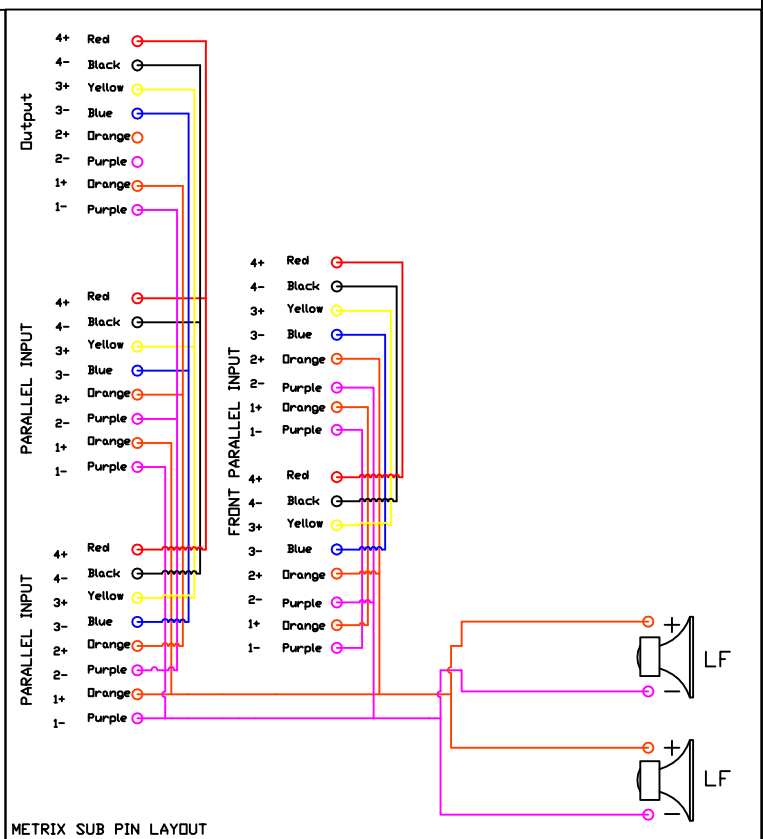 Output
4+ Red
4- Black
3+ Yellow
3- Blue
2+ Orange
2- Purple
1+ Orange
1- Purple
PARALLEL INPUT
4+ Red
4- Black
3+ Yellow
3- Blue
2+ Orange
2- Purple
1+ Orange
1- Purple
PARALLEL INPUT
4+ Red
4- Black
3+ Yellow
3- Blue
2+ Orange
2- Purple
1+ Orange
1- Purple
FRONT PARALLEL INPUT
4+ Red
4- Black
3+ Yellow
3- Blue
2+ Orange
2- Purple
1+ Orange
1- Purple
4+ Red
4- Black
3+ Yellow
3- Blue
2+ Orange
2- Purple
1+ Orange
1- Purple
+
LF
-
+
LF
-
METRIX SUB PIN LAYOUT